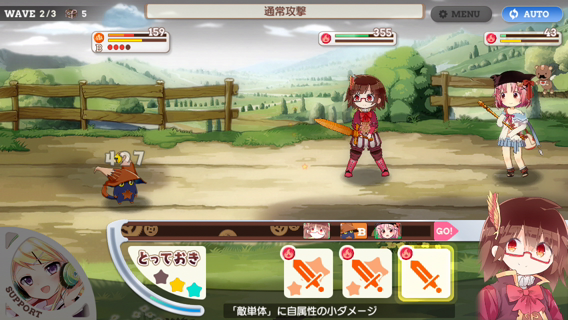 WAVE 2/3 5
通常攻撃
MENU
AUTO
159
B
355
43
427
B
GO!
とっておき
SUPPORT
「敵単体」に自属性の小ダメージ